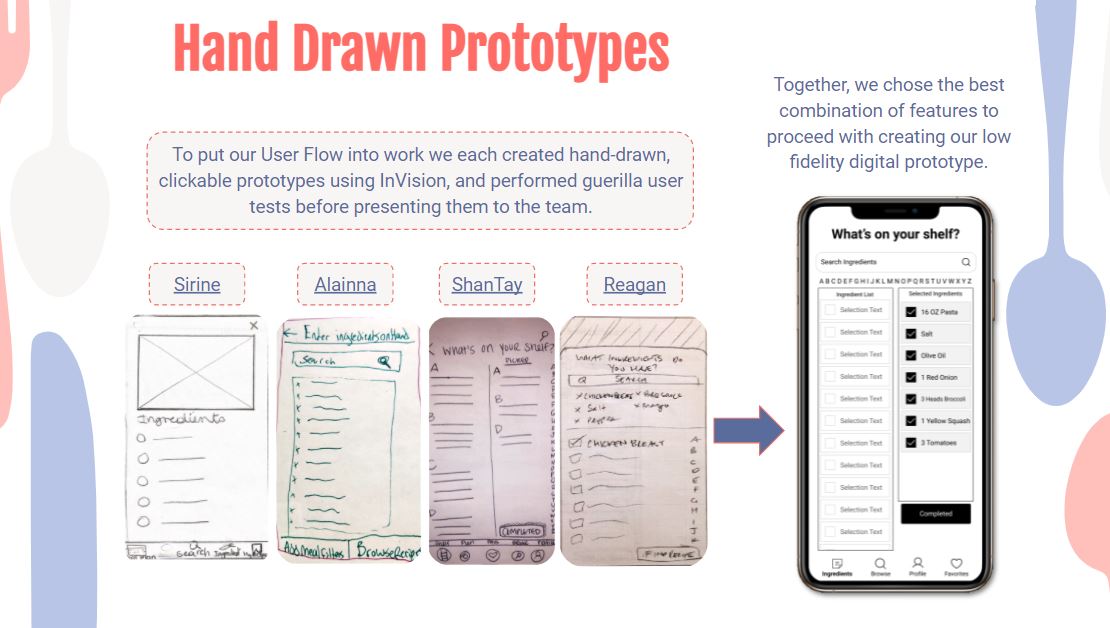 Hand Drawn Prototypes
To put our User Flow into work we each created hand-drawn,
clickable prototypes using InVision, and performed guerilla user
tests before presenting them to the team.
Sirine
Alainna
ShanTay
Reagan
Ingredients
Search
Enter ingredients on Hand
Search
Add meal filters
Browse Recipe
What's on your shelf?
PICKER
A
A
B
B
D
COMPLETED
WHAT INGREDIENTS DO
YOU HAVE?
SEARCH
x CHICKEN BREAST
x Salt
x Mango
x Pepper
CHICKEN BREAST
A
B
C
D
E
F
G
H
I
J
K
FIND RECIPE
Together, we chose the best
combination of features to
proceed with creating our low
fidelity digital prototype.
What's on your shelf?
Search Ingredients
A B C D E F G H I J K L M N O P Q R S T U V W X Y Z
Ingredient List
Selection Text
Selection Text
Selection Text
Selection Text
Selection Text
Selection Text
Selection Text
Selection Text
Selection Text
Selection Text
Selection Text
Selected Ingredients
16 OZ Pasta
Salt
Olive Oil
1 Red Onion
3 Heads Broccoli
1 Yellow Squash
3 Tomatoes
Completed
Ingredients
Browse
Profile
Favorites